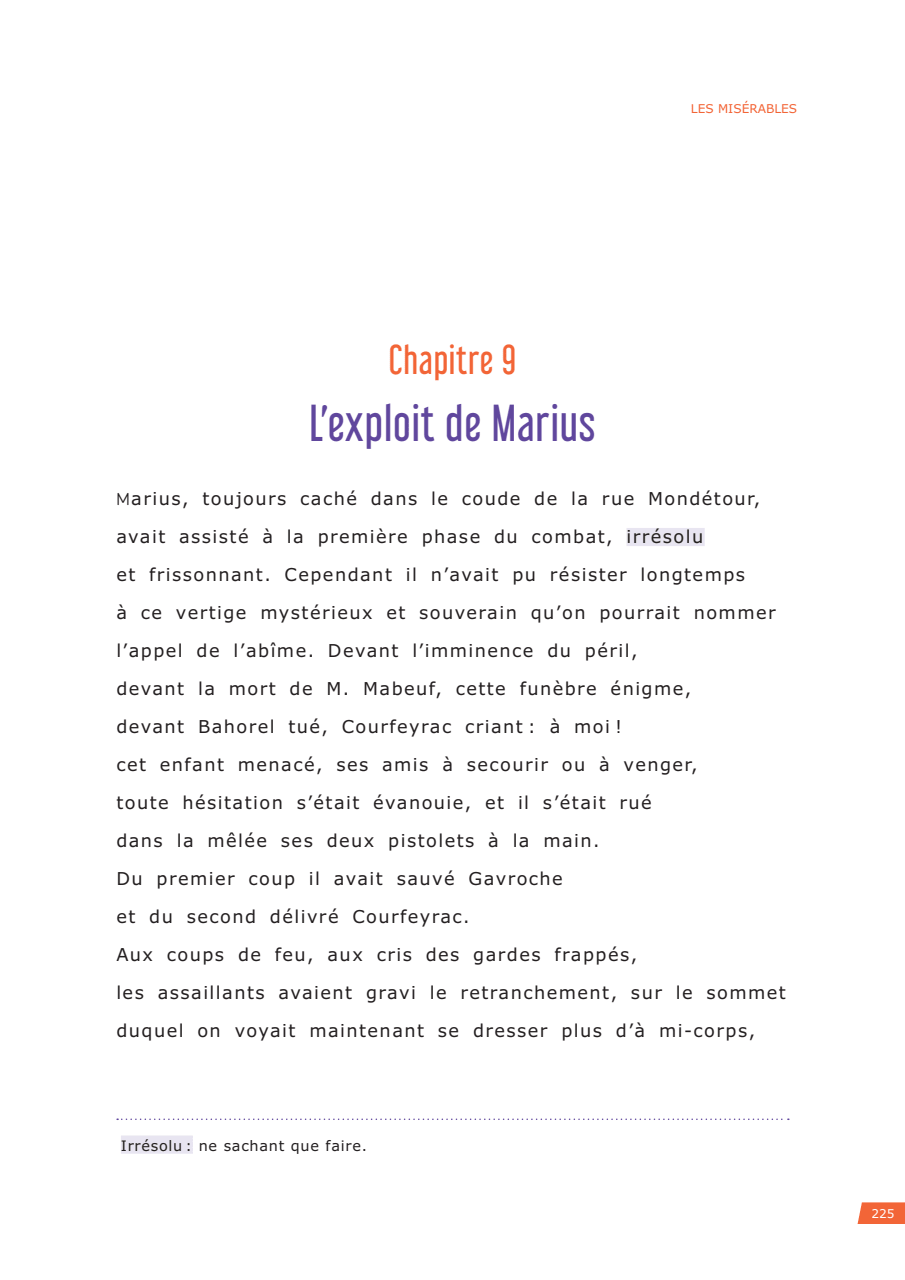 LES MISÉRABLES
Chapitre 9
L’exploit de Marius
Marius, toujours caché dans le coude de la rue Mondétour,
avait assisté à la première phase du combat, irrésolu
et frissonnant. Cependant il n’avait pu résister longtemps
à ce vertige mystérieux et souverain qu’on pourrait nommer
l’appel de l’abîme. Devant l’imminence du péril,
devant la mort de M. Mabeuf, cette funèbre énigme,
devant Bahorel tué, Courfeyrac criant : à moi !
cet enfant menacé, ses amis à secourir ou à venger,
toute hésitation s’était évanouie, et il s’était rué
dans la mêlée ses deux pistolets à la main.
Du premier coup il avait sauvé Gavroche
et du second délivré Courfeyrac.
Aux coups de feu, aux cris des gardes frappés,
les assaillants avaient gravi le retranchement, sur le sommet
duquel on voyait maintenant se dresser plus d’à mi-corps,
Irrésolu : ne sachant que faire.
225